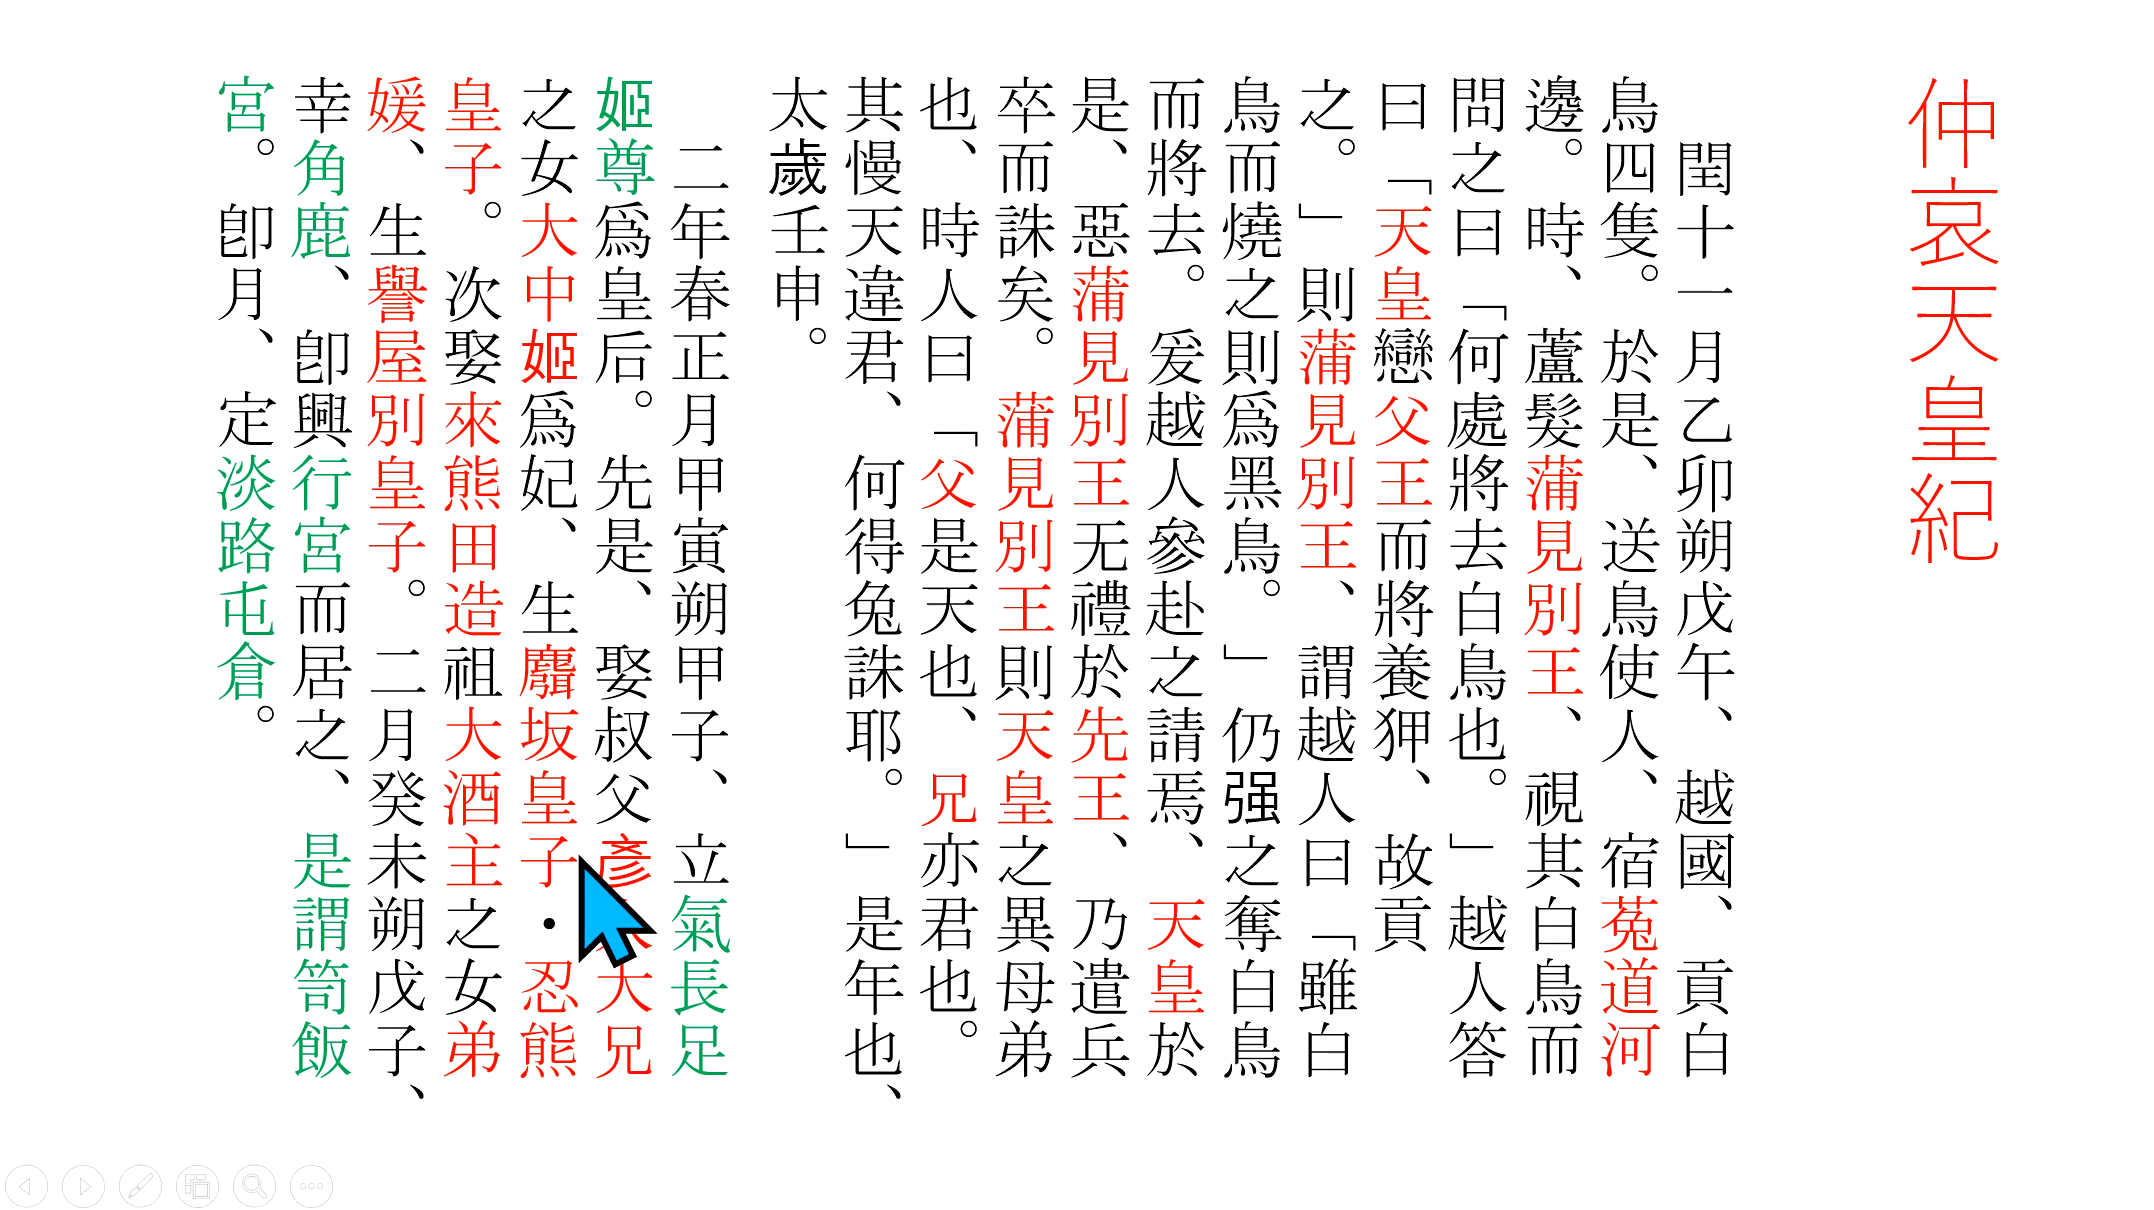 仲哀天皇紀
閏十一月乙卯朔戊午、越國、貢白
鳥四隻。於是、送鳥使人、宿菟道河
邊。時、蘆髮蒲見別王、視其白鳥而
問之曰「何處將去白鳥也。」越人答
曰「天皇戀父王而將養狎、故貢
之。」則蒲見別王、謂越人曰「雖白
鳥而燒之則爲黑鳥。」仍强之奪白鳥
而將去。爰越人參赴之請焉、天皇於
是、惡蒲見別王无禮於先王、乃遣兵
卒而誅矣。蒲見別王則天皇之異母弟
也、時人曰「父是天也、兄亦君也。
其慢天違君、何得兔誅耶。」是年也、
太歲壬申。
二年春正月甲寅朔甲子、立氣長足
姬尊爲皇后。先是、娶叔父彥大兄
之女大中姬爲妃、生麛坂皇子・忍熊
皇子。次娶來熊田造祖大酒主之女弟
媛、生譽屋別皇子。二月癸未朔戊子、
幸角鹿、卽興行宮而居之、是謂笥飯
宮。卽月、定淡路屯倉。